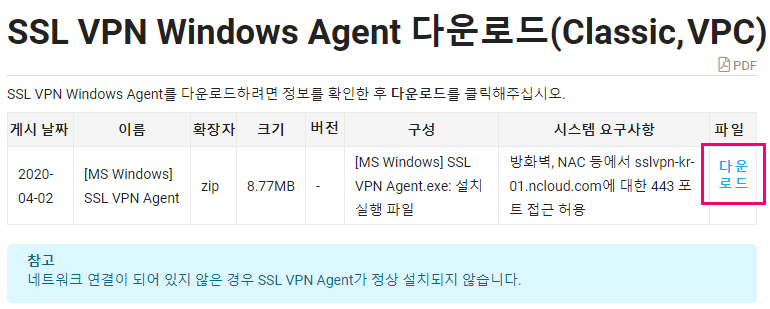 SSL VPN Windows Agent 다운로드(Classic,VPC)
PDF
SSL VPN Windows Agent를 다운로드하려면 정보를 확인한 후 다운로드를 클릭해주십시오.
게시 날짜 이름 확장자 크기 버전 구성 시스템 요구사항 파일
2020-
04-02
[MS Windows]
SSL VPN Agent
zip
8.77MB
-
[MS Windows] SSL
VPN Agent.exe: 설치
실행 파일
방화벽, NAC 등에서 sslvpn-kr-
01.ncloud.com에 대한 443 포
트 접근 허용
다운
로드
참고
네트워크 연결이 되어 있지 않은 경우 SSL VPN Agent가 정상 설치되지 않습니다.